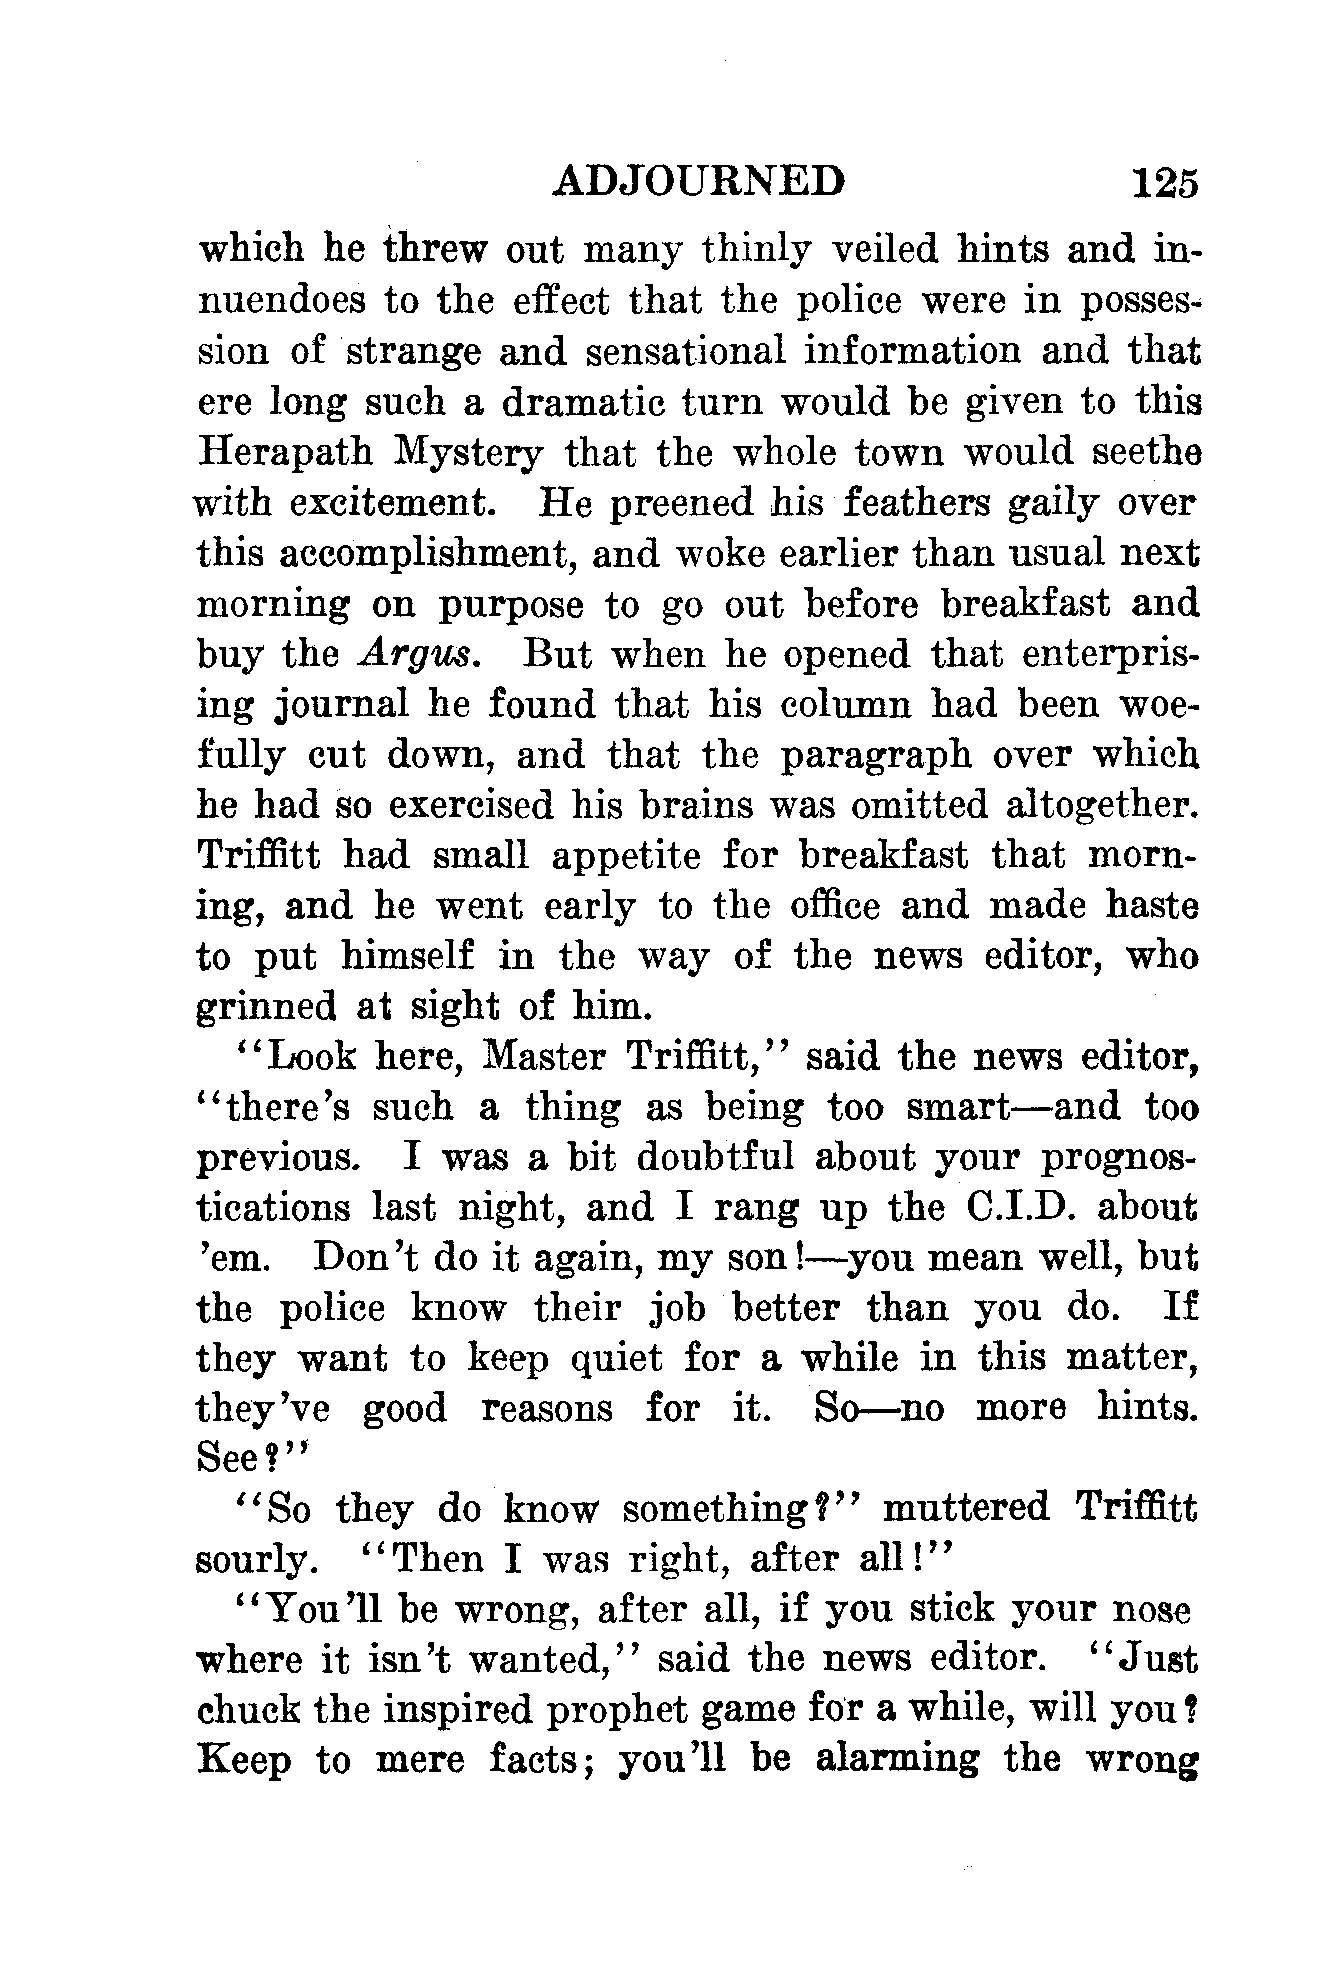 ADJOURNED 125
which he threw out many thinly veiled hints and in-
nuendoes to the effect that the police were in posses-
sion of strange and sensational information and that
ere long such a dramatic turn would be given to this
Herapath Mystery that the whole town would seethe
with excitement. He preened his feathers gaily over
this accomplishment, and woke earlier than usual next
morning on purpose to go out before breakfast and
buy the Argus. But when he opened that enterpris-
ing journal he found that his column had been woe-
fully cut down, and that the paragraph over which
he had so exercised his brains was omitted altogether.
Triffitt had small appetite for breakfast that morn-
ing, and he went early to the office and made haste
to put himself in the way of the news editor, who
grinned at sight of him.
"Look here, Master Triffitt," said the news editor,
"there's such a thing as being too smart—and too
previous. I was a bit doubtful about your prognos-
tications last night, and I rang up the C.I.D. about
'em. Don't do it again, my son!—you mean well, but
the police know their job better than you do. If
they want to keep quiet for a while in this matter,
they've good reasons for it. So—no more hints.
See?"
"So they do know something?" muttered Triffitt
sourly. "Then I was right, after all!"
"You'll be wrong, after all, if you stick your nose
where it isn't wanted," said the news editor. "Just
chuck the inspired prophet game for a while, will you?
Keep to mere facts; you'll be alarming the wrong